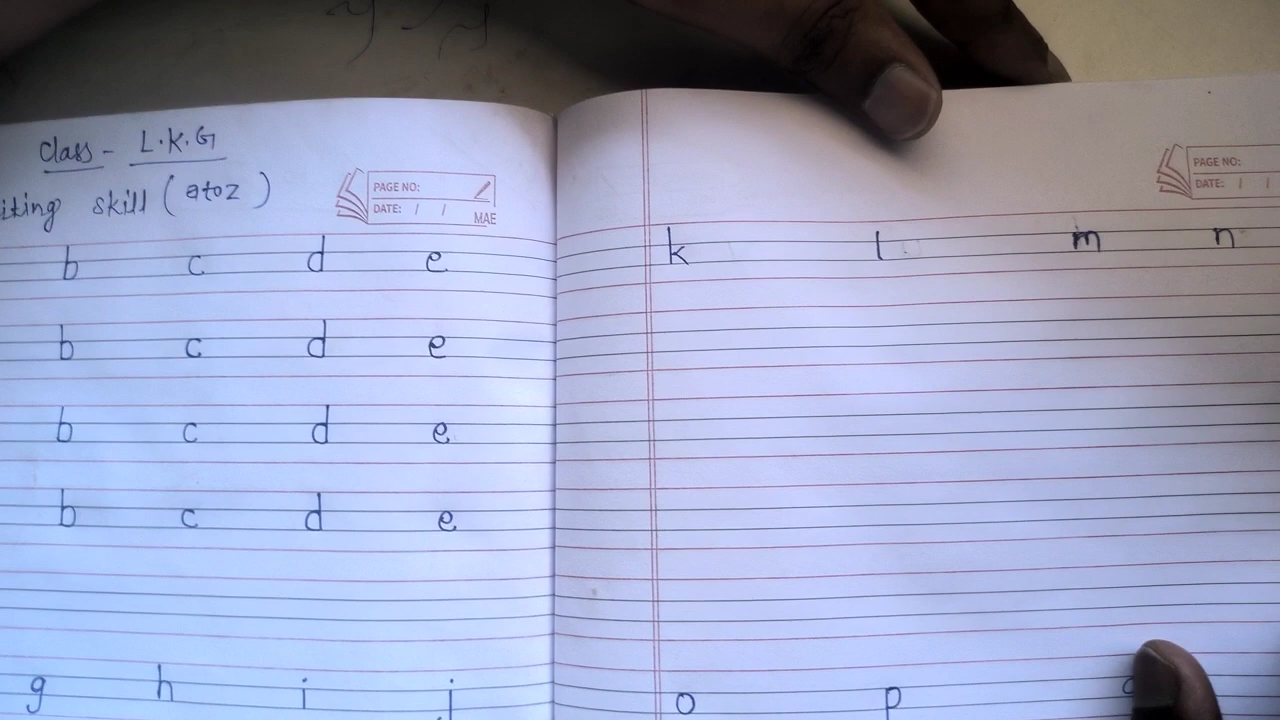 Class - L.K.G
iting skill (a to z)
PAGE NO:
DATE: / /
MAE
b c d e
b c d e
b c d e
b c d e
g h i j
PAGE NO:
DATE: / /
k l m n
o p